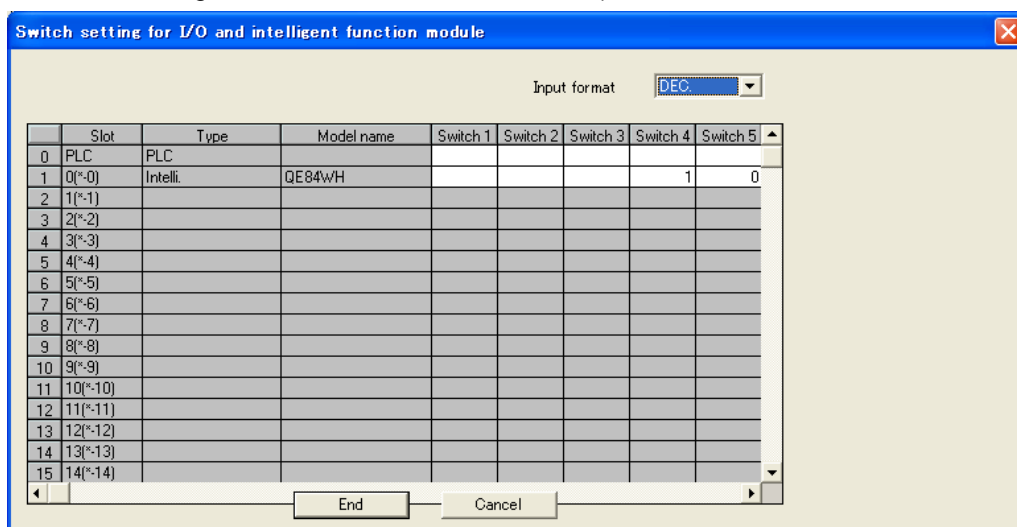 Switch setting for I/O and intelligent function module
Input format DEC.
Slot Type Model name Switch 1 Switch 2 Switch 3 Switch 4 Switch 5
0 PLC PLC
1 0(*-0) Intelli. QE84WH 1 0
2 1(*-1)
3 2(*-2)
4 3(*-3)
5 4(*-4)
6 5(*-5)
7 6(*-6)
8 7(*-7)
9 8(*-8)
10 9(*-9)
11 10(*-10)
12 11(*-11)
13 12(*-12)
14 13(*-13)
15 14(*-14)
End Cancel